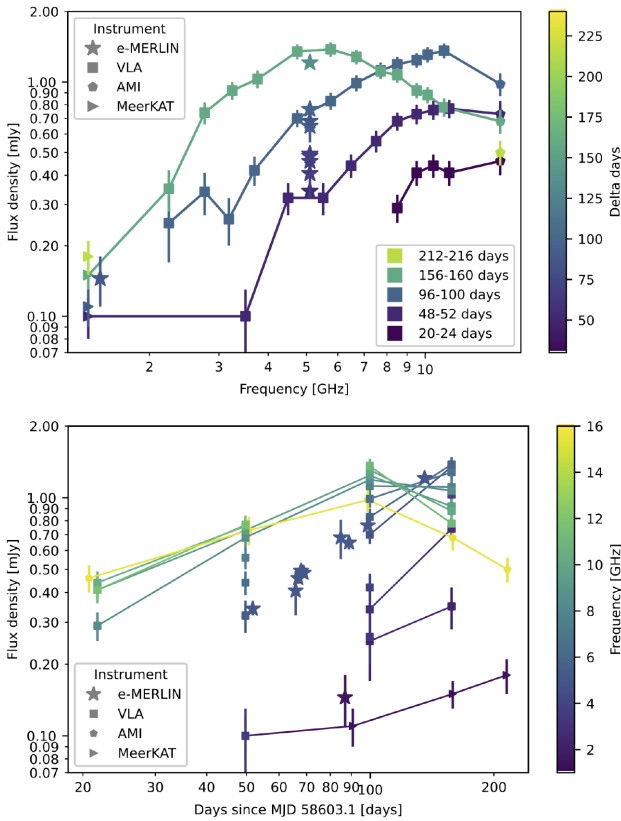 2.00
1.00
0.90
0.80
0.70
0.60
0.50
0.40
0.30
0.20
0.10
0.09
0.08
0.07
Flux density [mJy]
Instrument
e-MERLIN
VLA
AMI
MeerKAT
212-216 days
156-160 days
96-100 days
48-52 days
20-24 days
2 3 4 5 6 7 8 9 10
Frequency [GHz]
225
200
175
150
125
100
75
50
Delta days
2.00
1.00
0.90
0.80
0.70
0.60
0.50
0.40
0.30
0.20
0.10
0.09
0.08
0.07
Flux density [mJy]
Instrument
e-MERLIN
VLA
AMI
MeerKAT
20 30 40 50 60 70 80 90 100 200
Days since MJD 58603.1 [days]
16
14
12
10
8
6
4
2
Frequency [GHz]